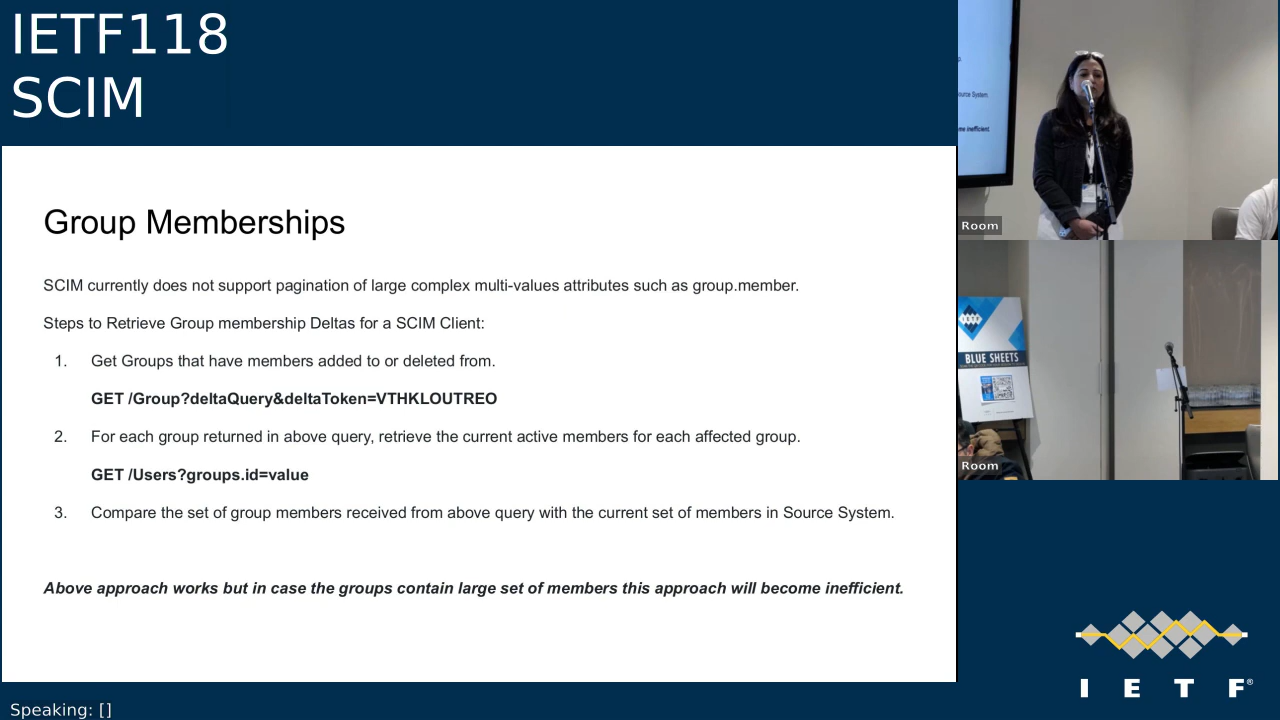 IETF118
SCIM
Group Memberships
SCIM currently does not support pagination of large complex multi-values attributes such as group.member.
Steps to Retrieve Group membership Deltas for a SCIM Client:
1. Get Groups that have members added to or deleted from.
GET /Group?deltaQuery&deltaToken=VTHKLOUTREO
2. For each group returned in above query, retrieve the current active members for each affected group.
GET /Users?groups.id=value
3. Compare the set of group members received from above query with the current set of members in Source System.
Above approach works but in case the groups contain large set of members this approach will become inefficient.
Speaking: []
ource System.
me inefficient.
Room
IETF
BLUE SHEETS
Room
I E T F®